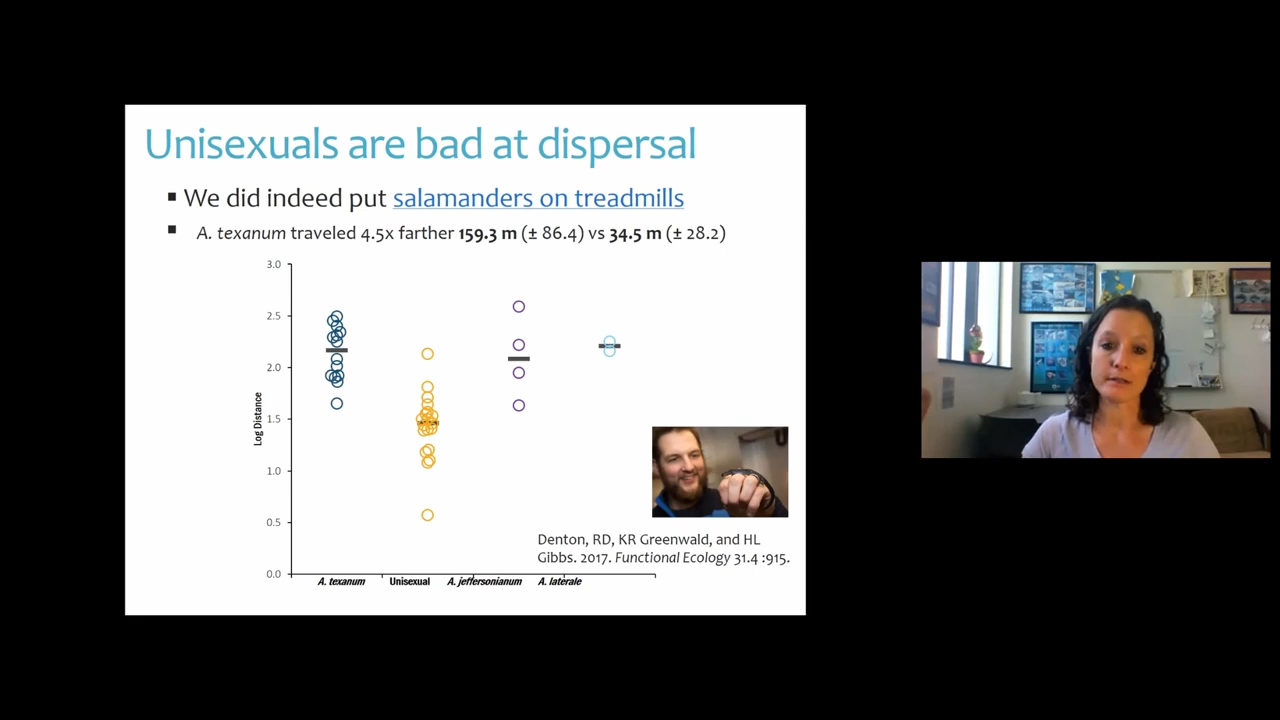 Unisexuals are bad at dispersal
▪ We did indeed put salamanders on treadmills
▪ A. texanum traveled 4.5x farther 159.3 m (± 86.4) vs 34.5 m (± 28.2)
3.0
2.5
2.0
1.5
1.0
0.5
0.0
Log Distance
A. texanum Unisexual A. jeffersonianum A. laterale
Denton, RD, KR Greenwald, and HL
Gibbs. 2017. Functional Ecology 31.4 :915.